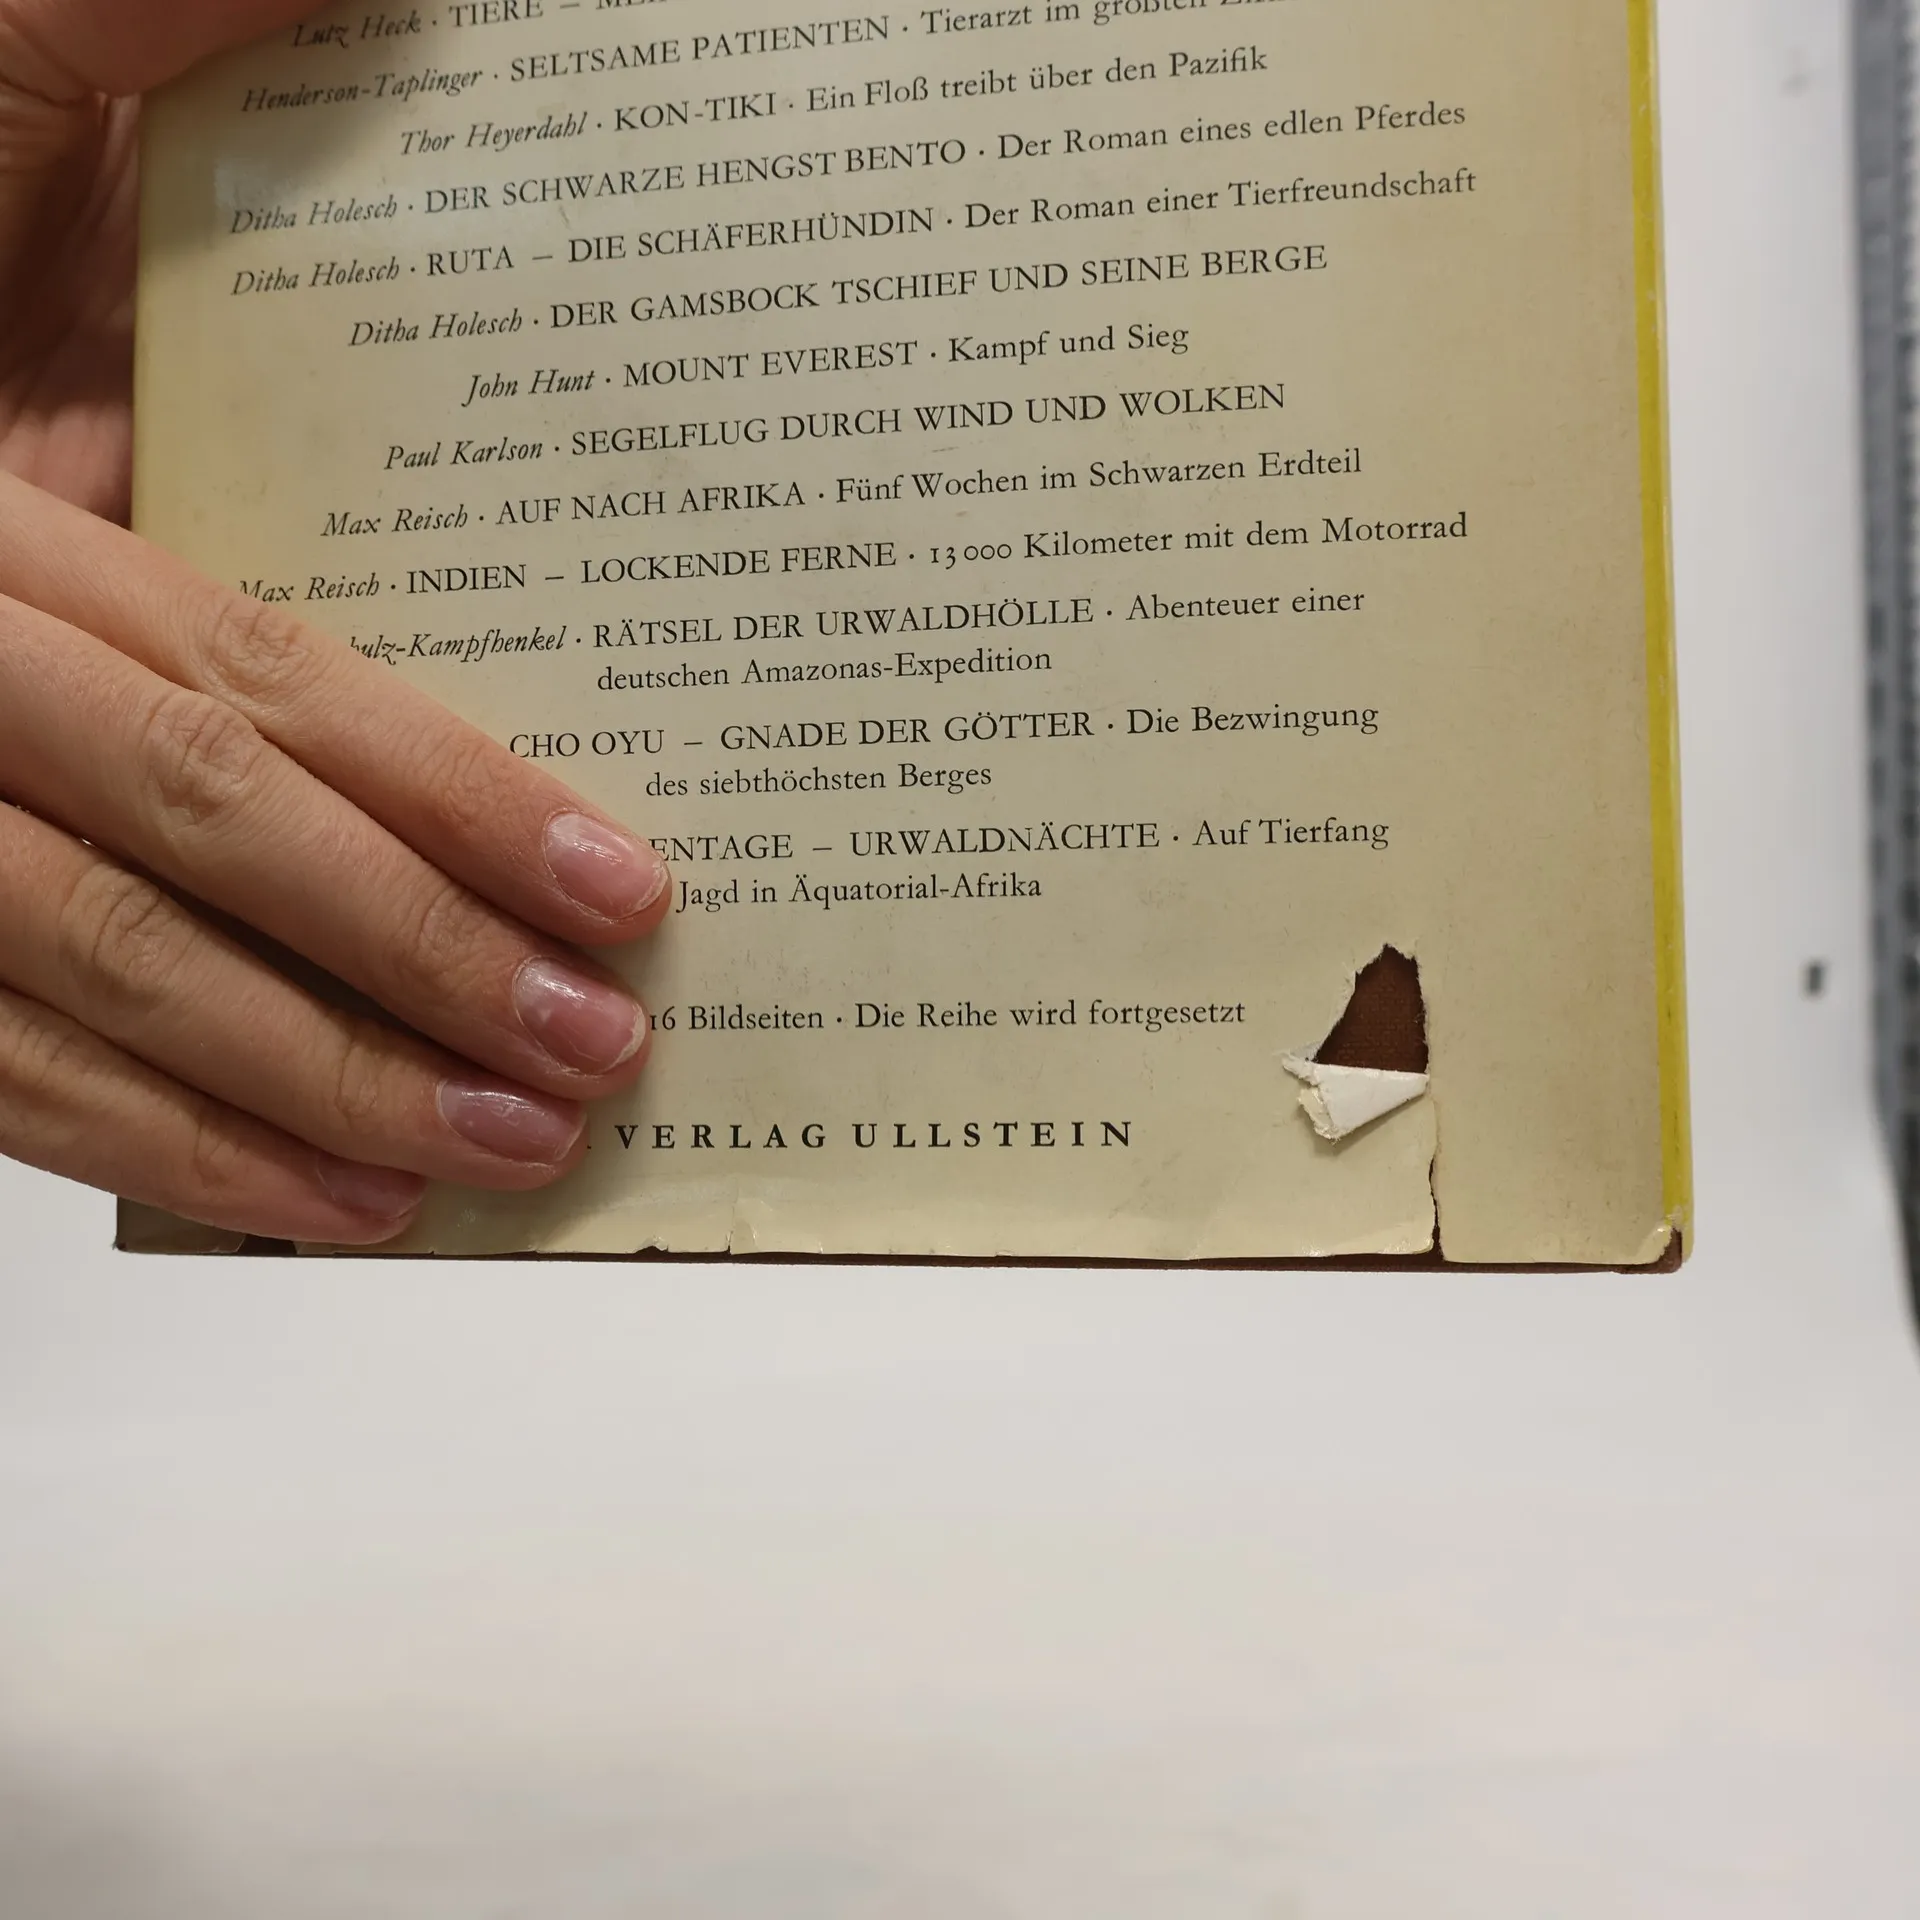 Lutz Heck · TIERE –
Henderson-Taplinger · SELTSAME PATIENTEN · Tierarzt im größten
Thor Heyerdahl · KON-TIKI · Ein Floß treibt über den Pazifik
Ditha Holesch · DER SCHWARZE HENGST BENTO · Der Roman eines edlen Pferdes
Ditha Holesch · RUTA – DIE SCHÄFERHÜNDIN · Der Roman einer Tierfreundschaft
Ditha Holesch · DER GAMSBOCK TSCHIEF UND SEINE BERGE
John Hunt · MOUNT EVEREST · Kampf und Sieg
Paul Karlson · SEGELFLUG DURCH WIND UND WOLKEN
Max Reisch · AUF NACH AFRIKA · Fünf Wochen im Schwarzen Erdteil
Max Reisch · INDIEN – LOCKENDE FERNE · 13 000 Kilometer mit dem Motorrad
hulz-Kampfhenkel · RÄTSEL DER URWALDHÖLLE · Abenteuer einer
deutschen Amazonas-Expedition
CHO OYU – GNADE DER GÖTTER · Die Bezwingung
des siebthöchsten Berges
ENTAGE – URWALDNÄCHTE · Auf Tierfang
Jagd in Äquatorial-Afrika
16 Bildseiten · Die Reihe wird fortgesetzt
VERLAG ULLSTEIN